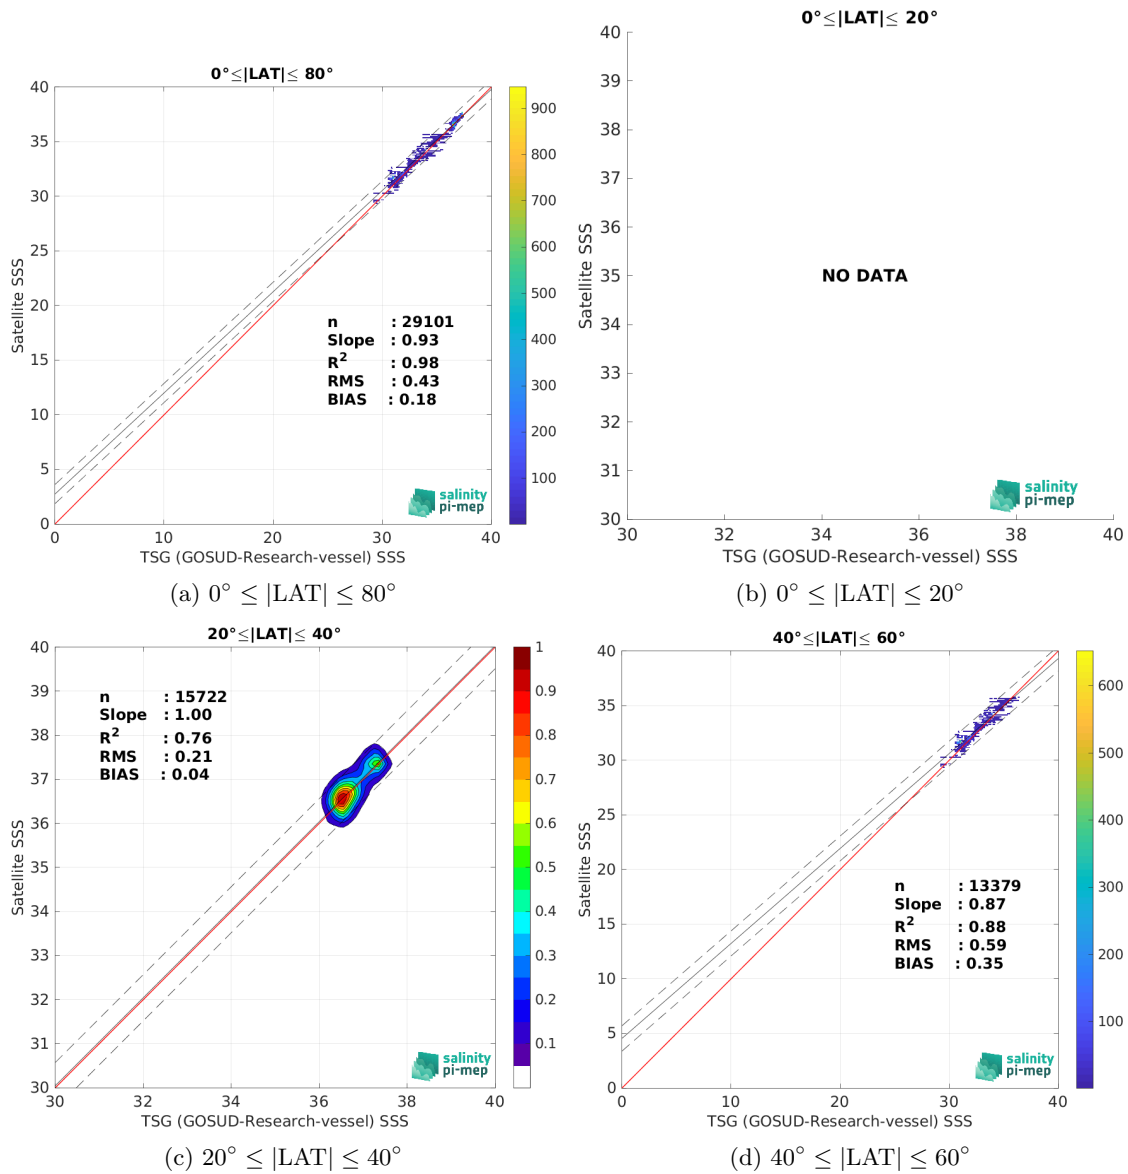 0°≤|LAT|≤ 80°
40
35
30
25
20
15
10
5
0
Satellite SSS
n : 29101
Slope : 0.93
R2 : 0.98
RMS : 0.43
BIAS : 0.18
salinity
pi-mep
0 10 20 30 40
TSG (GOSUD-Research-vessel) SSS
900
800
700
600
500
400
300
200
100
(a) 0° ≤ |LAT| ≤ 80°
0°≤|LAT|≤ 20°
40
39
38
37
36
35
34
33
32
31
30
Satellite SSS
NO DATA
salinity
pi-mep
30 32 34 36 38 40
TSG (GOSUD-Research-vessel) SSS
(b) 0° ≤ |LAT| ≤ 20°
20°≤|LAT|≤ 40°
40
39
38
37
36
35
34
33
32
31
30
Satellite SSS
n : 15722
Slope : 1.00
R2 : 0.76
RMS : 0.21
BIAS : 0.04
salinity
pi-mep
30 32 34 36 38 40
TSG (GOSUD-Research-vessel) SSS
1
0.9
0.8
0.7
0.6
0.5
0.4
0.3
0.2
0.1
(c) 20° ≤ |LAT| ≤ 40°
40°≤|LAT|≤ 60°
40
35
30
25
20
15
10
5
0
Satellite SSS
n : 13379
Slope : 0.87
R2 : 0.88
RMS : 0.59
BIAS : 0.35
salinity
pi-mep
0 10 20 30 40
TSG (GOSUD-Research-vessel) SSS
600
500
400
300
200
100
(d) 40° ≤ |LAT| ≤ 60°